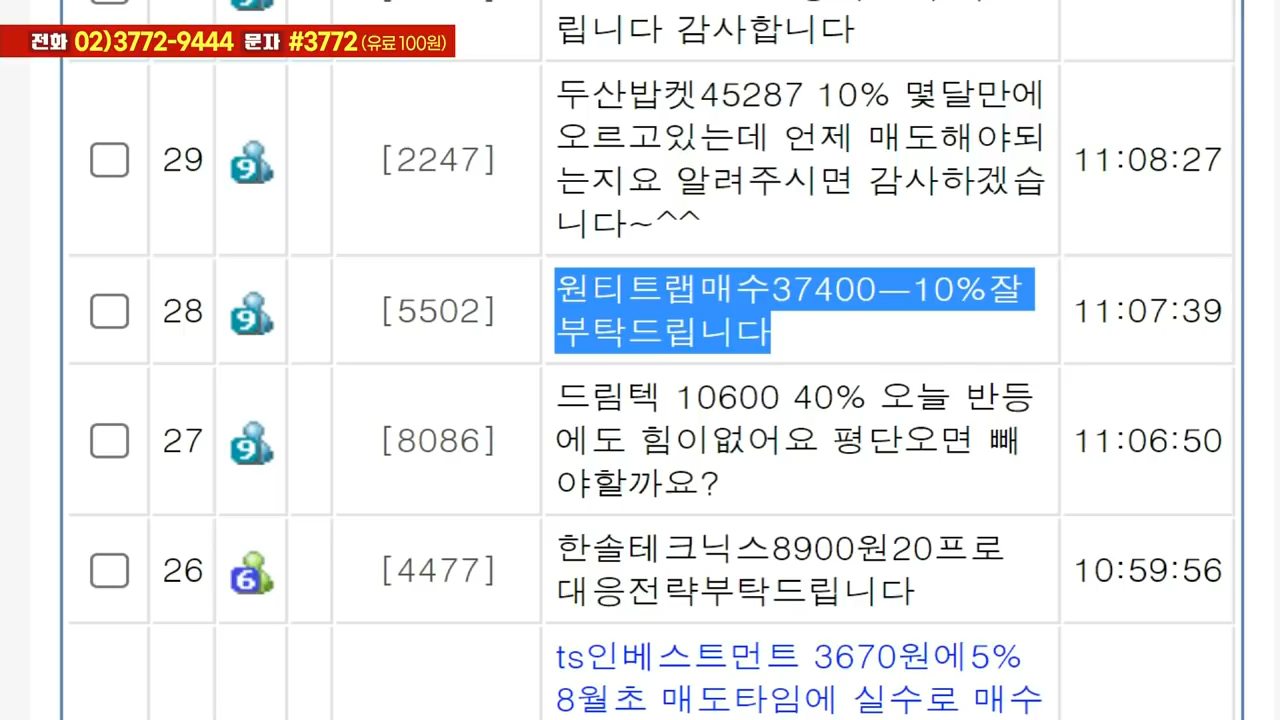 립니다 감사합니다
전화 02)3772-9444 문자 #3772 (유료100원)
29 9 [2247] 두산밥켓45287 10% 몇달만에
오르고있는데 언제 매도해야되
는지요 알려주시면 감사하겠습
니다~^^ 11:08:27
28 9 [5502] 원티트랩매수37400—10%잘
부탁드립니다 11:07:39
27 9 [8086] 드림텍 10600 40% 오늘 반등
에도 힘이없어요 평단오면 빼
야할까요? 11:06:50
26 6 [4477] 한솔테크닉스8900원20프로
대응전략부탁드립니다 10:59:56
ts인베스트먼트 3670원에5%
8월초 매도타임에 실수로 매수